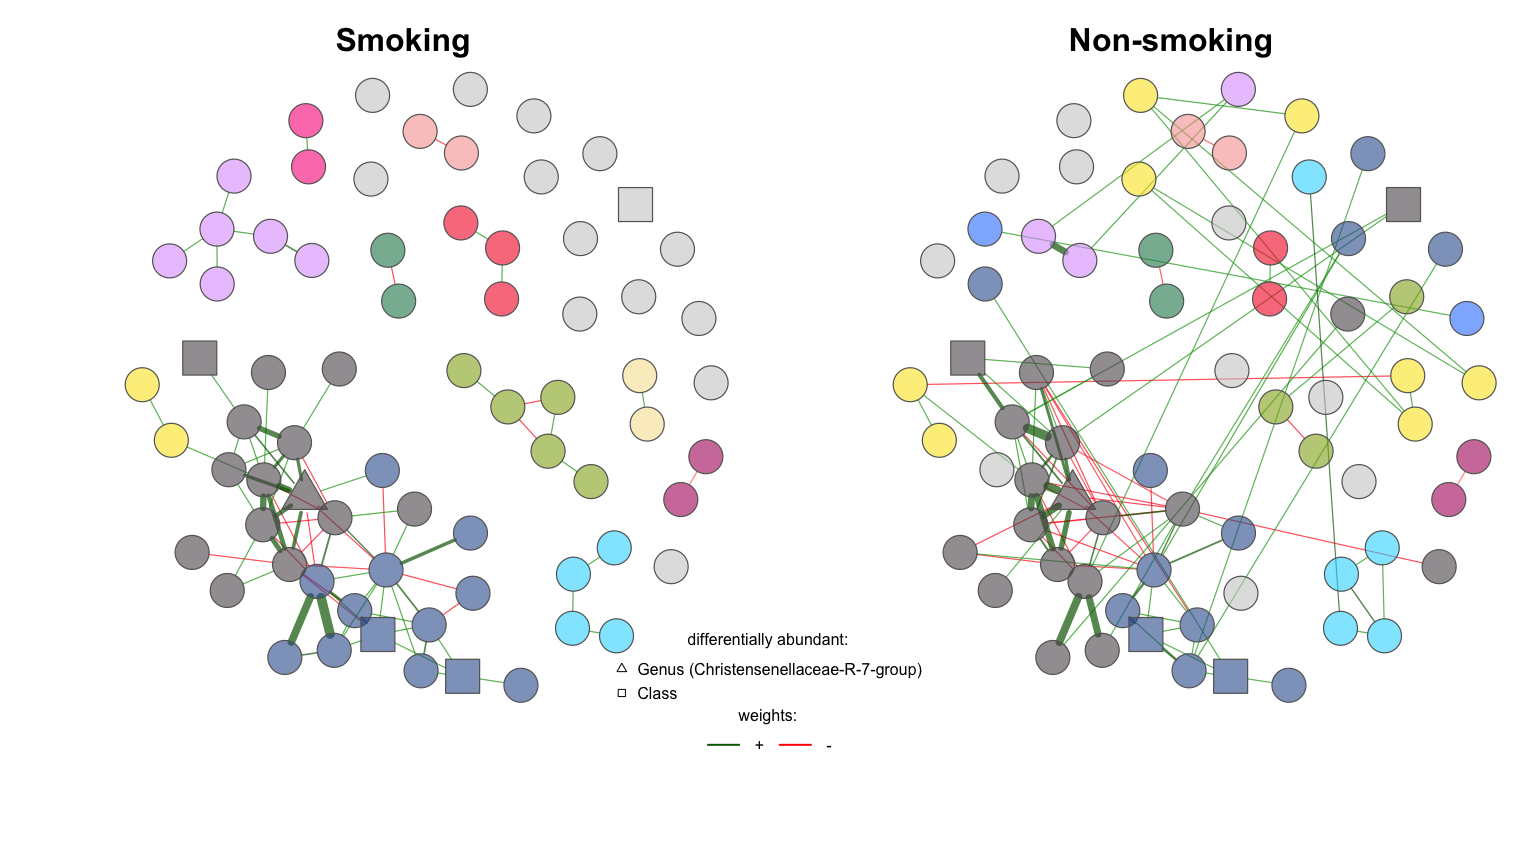 Smoking
Non-smoking
differentially abundant:
Genus (Christensenellaceae-R-7-group)
Class
weights:
+ -